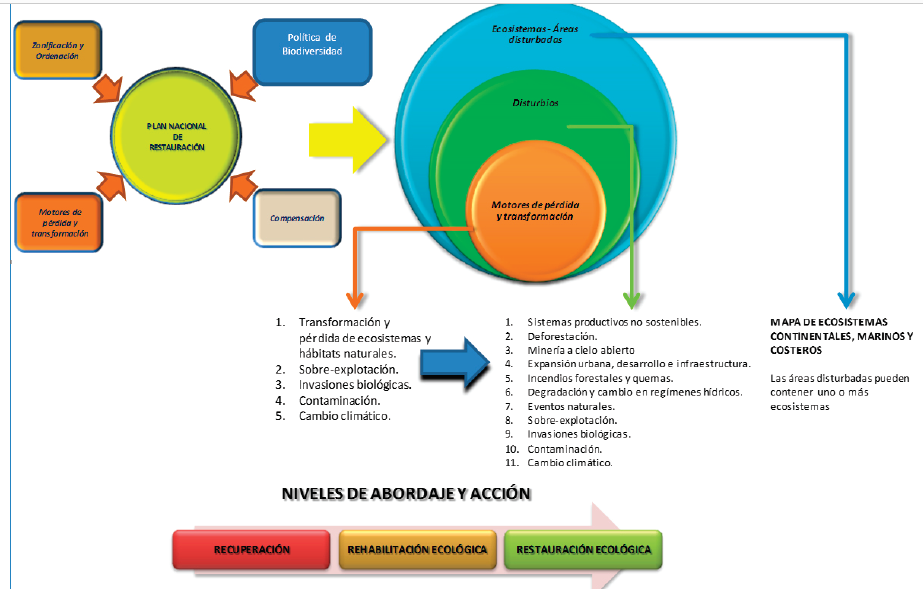 Zonificación y
Ordenación
Política de
Biodiversidad
PLAN NACIONAL
DE
RESTAURACIÓN
Motores de
pérdida y
transformación
Compensación
Ecosistemas - Áreas
disturbadas
Disturbios
Motores de pérdida
y transformación
1. Transformación y
pérdida de ecosistemas y
hábitats naturales.
2. Sobre-explotación.
3. Invasiones biológicas.
4. Contaminación.
5. Cambio climático.
1. Sistemas productivos no sostenibles.
2. Deforestación.
3. Minería a cielo abierto
4. Expansión urbana, desarrollo e infraestructura.
5. Incendios forestales y quemas.
6. Degradación y cambio en regímenes hídricos.
7. Eventos naturales.
8. Sobre-explotación.
9. Invasiones biológicas.
10. Contaminación.
11. Cambio climático.
MAPA DE ECOSISTEMAS
CONTINENTALES, MARINOS Y
COSTEROS
Las áreas disturbadas pueden
contener uno o más
ecosistemas
NIVELES DE ABORDAJE Y ACCIÓN
RECUPERACIÓN
REHABILITACIÓN ECOLÓGICA
RESTAURACIÓN ECOLÓGICA